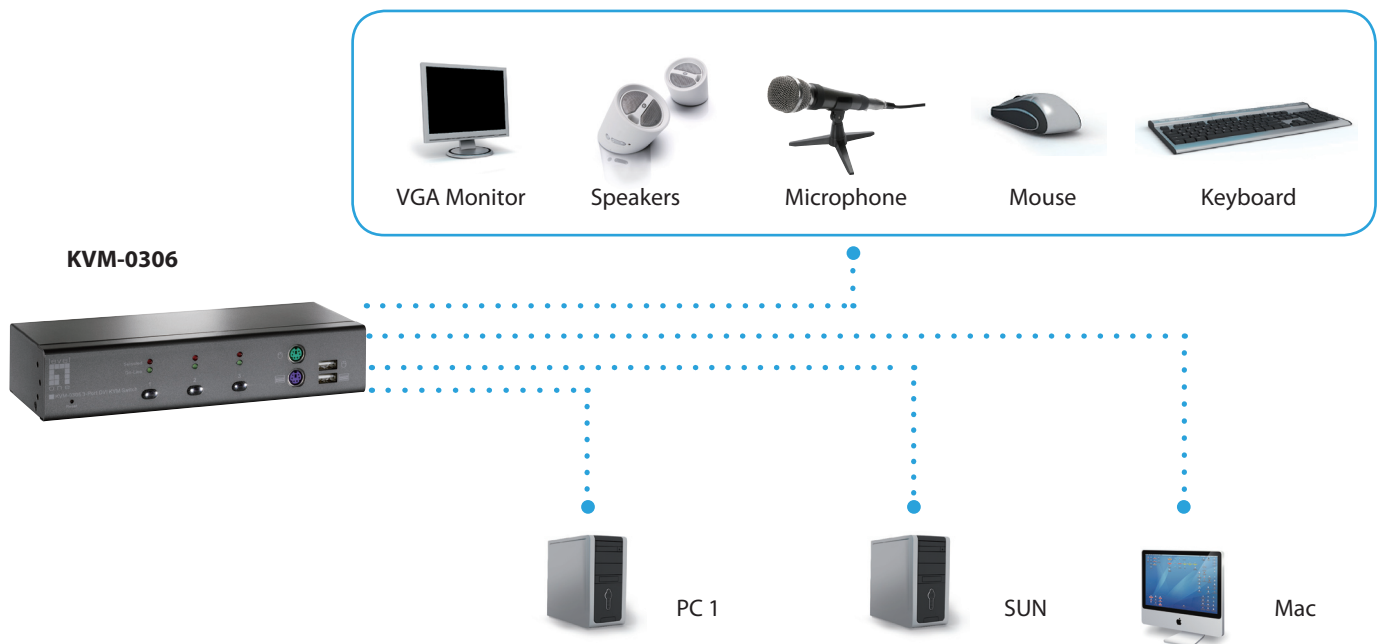 VGA Monitor
Speakers
Microphone
Mouse
Keyboard
KVM-0306
PC 1
SUN
Mac